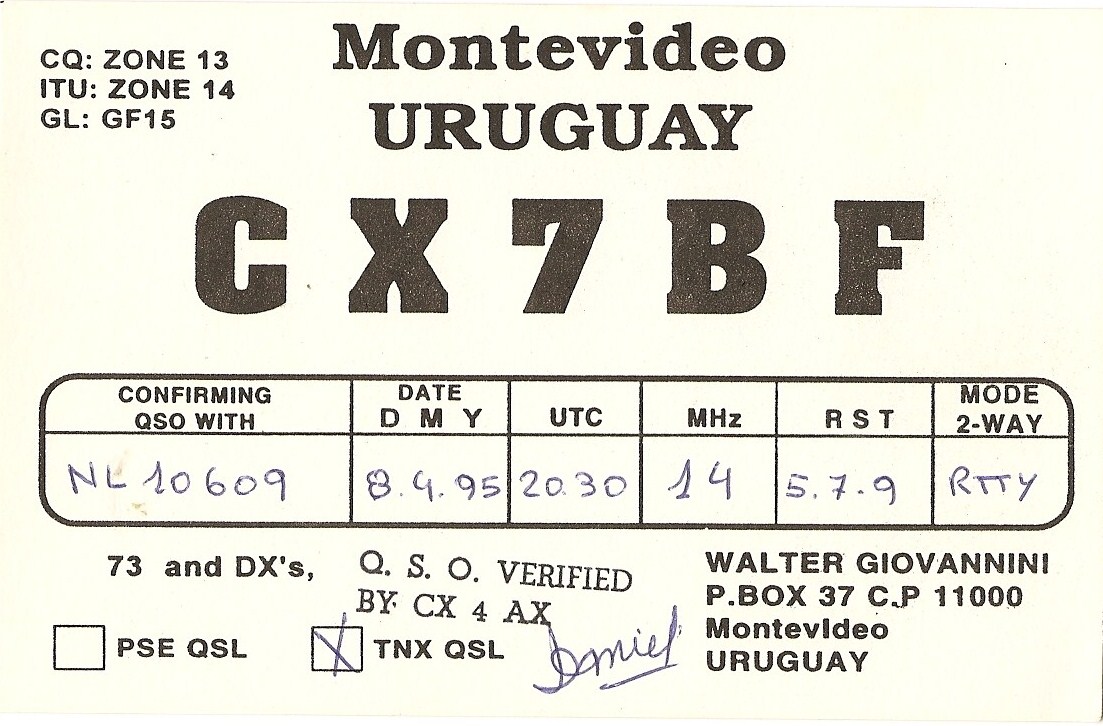 CQ: ZONE 13
ITU: ZONE 14
GL: GF15
Montevideo
URUGUAY
CX7BF
CONFIRMING QSO WITH
DATE D M Y
UTC
MHz
RST
MODE 2-WAY
NL 10609
8.4.95
20.30
14
5.7.9
RTTY
73 and DX's,
Q. S. O. VERIFIED
BY CX 4 AX
PSE QSL
TNX QSL
Daniel
WALTER GIOVANNINI
P.BOX 37 C.P 11000
MontevIdeo
URUGUAY